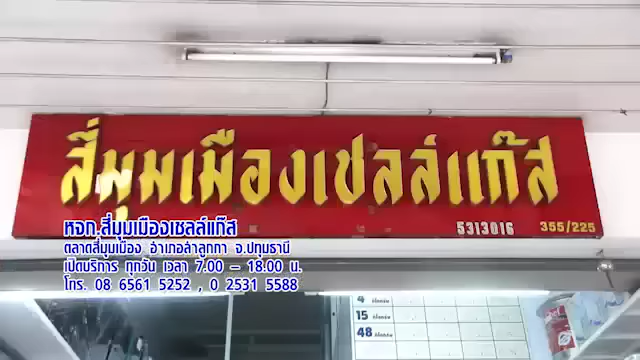 สี่มุมเมืองเชลล์แก๊ส
5313016 355/225
หจก.สี่มุมเมืองเชลล์แก๊ส
ตลาดสี่มุมเมือง อำเภอลำลูกกา จ.ปทุมธานี
เปิดบริการ ทุกวัน เวลา 7.00 – 18.00 น.
โทร. 08 6561 5252 , 0 2531 5588
4
15
48